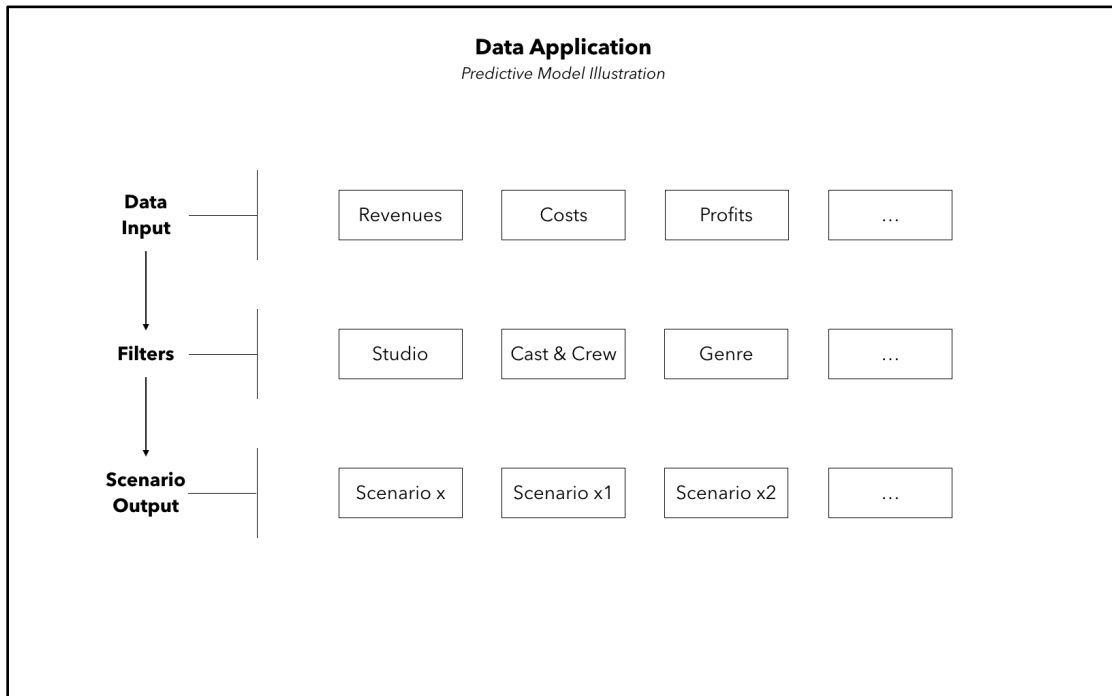 Data Application
Predictive Model Illustration
Data
Input
Revenues
Costs
Profits
...
Filters
Studio
Cast & Crew
Genre
...
Scenario
Output
Scenario x
Scenario x1
Scenario x2
...